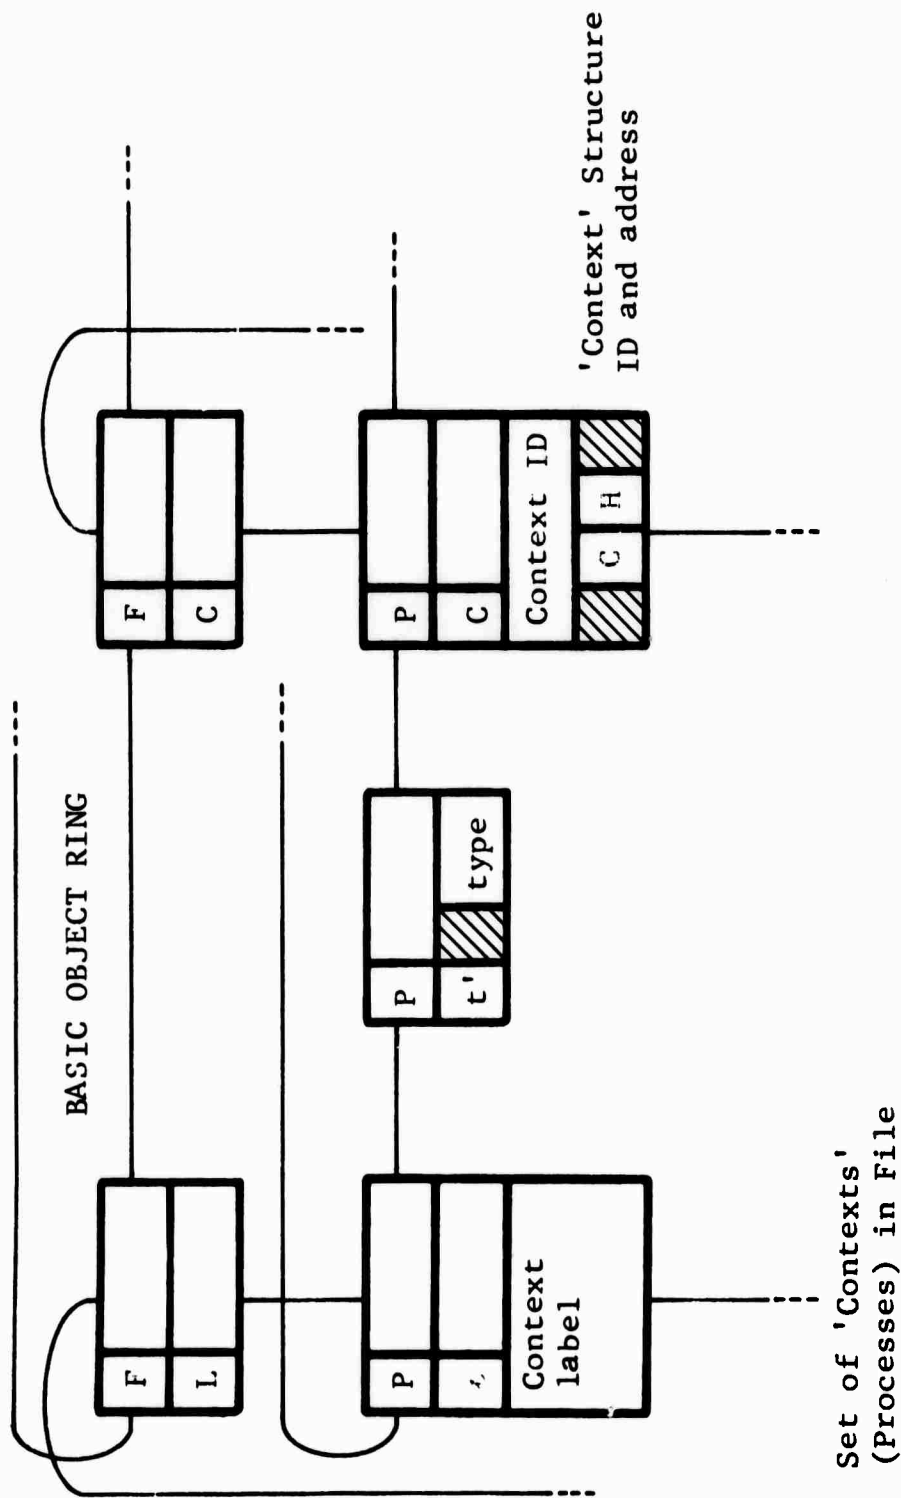 BASIC OBJECT RING
F
L
F
C
P
Context
label
P
t' type
P
C
Context ID
C H
'Context' Structure
ID and address
Set of 'Contexts'
(Processes) in File